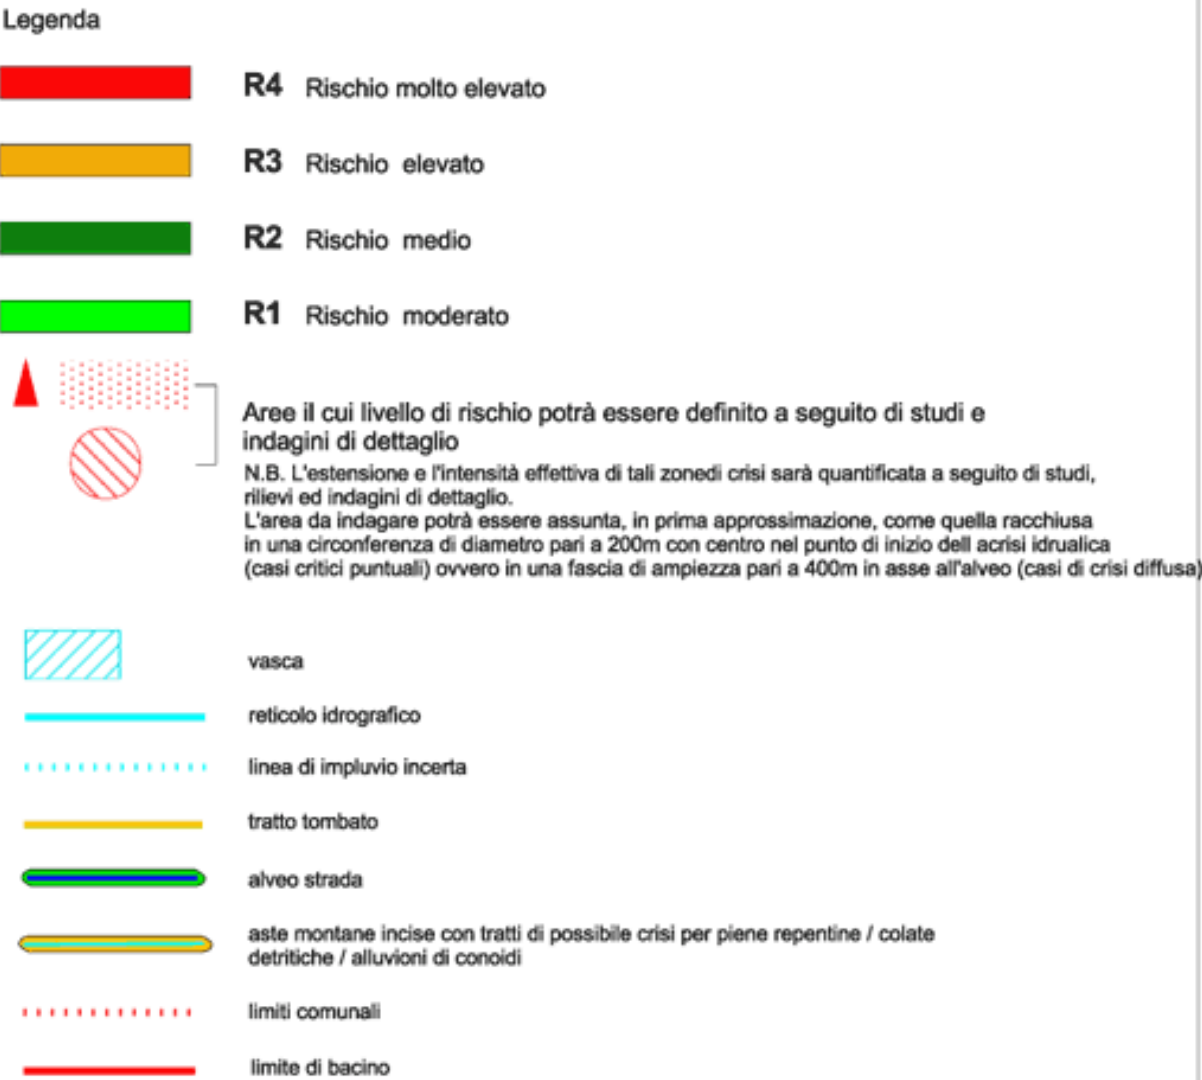 Legenda
R4 Rischio molto elevato
R3 Rischio elevato
R2 Rischio medio
R1 Rischio moderato
Aree il cui livello di rischio potrà essere definito a seguito di studi e
indagini di dettaglio
N.B. L'estensione e l'intensità effettiva di tali zonedi crisi sarà quantificata a seguito di studi,
rilievi ed indagini di dettaglio.
L'area da indagare potrà essere assunta, in prima approssimazione, come quella racchiusa
in una circonferenza di diametro pari a 200m con centro nel punto di inizio dell acrisi idrualica
(casi critici puntuali) ovvero in una fascia di ampiezza pari a 400m in asse all'alveo (casi di crisi diffusa)
vasca
reticolo idrografico
linea di impluvio incerta
tratto tombato
alveo strada
aste montane incise con tratti di possibile crisi per piene repentine / colate
detritiche / alluvioni di conoidi
limiti comunali
limite di bacino